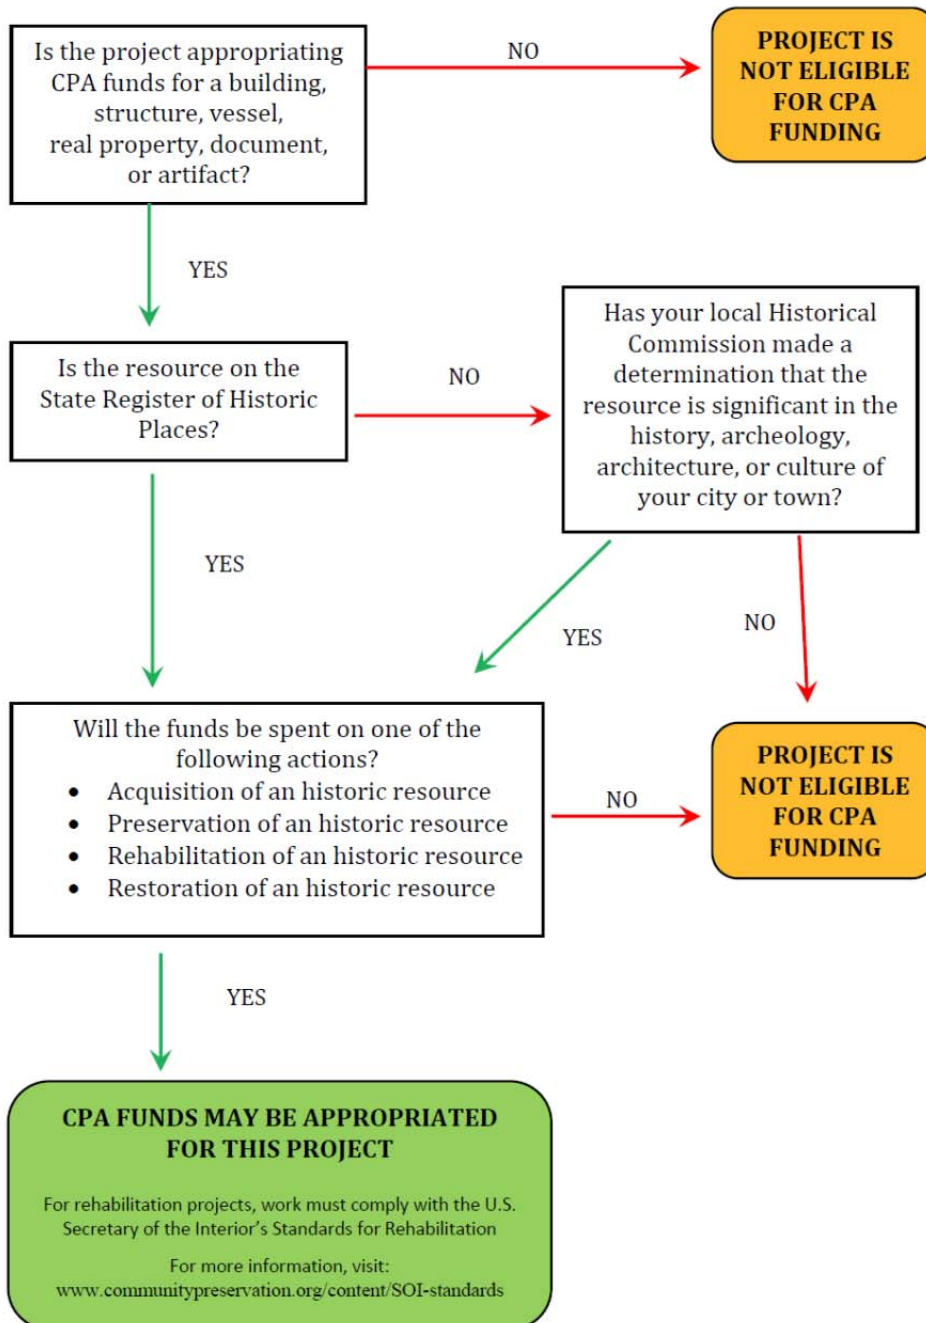 Is the project appropriating
CPA funds for a building,
structure, vessel,
real property, document,
or artifact?
NO
PROJECT IS
NOT ELIGIBLE
FOR CPA
FUNDING
YES
Is the resource on the
State Register of Historic
Places?
NO
Has your local Historical
Commission made a
determination that the
resource is significant in the
history, archeology,
architecture, or culture of
your city or town?
YES
YES
NO
Will the funds be spent on one of the
following actions?
• Acquisition of an historic resource
• Preservation of an historic resource
• Rehabilitation of an historic resource
• Restoration of an historic resource
NO
PROJECT IS
NOT ELIGIBLE
FOR CPA
FUNDING
YES
CPA FUNDS MAY BE APPROPRIATED
FOR THIS PROJECT
For rehabilitation projects, work must comply with the U.S.
Secretary of the Interior's Standards for Rehabilitation
For more information, visit:
www.communitypreservation.org/content/SOI-standards